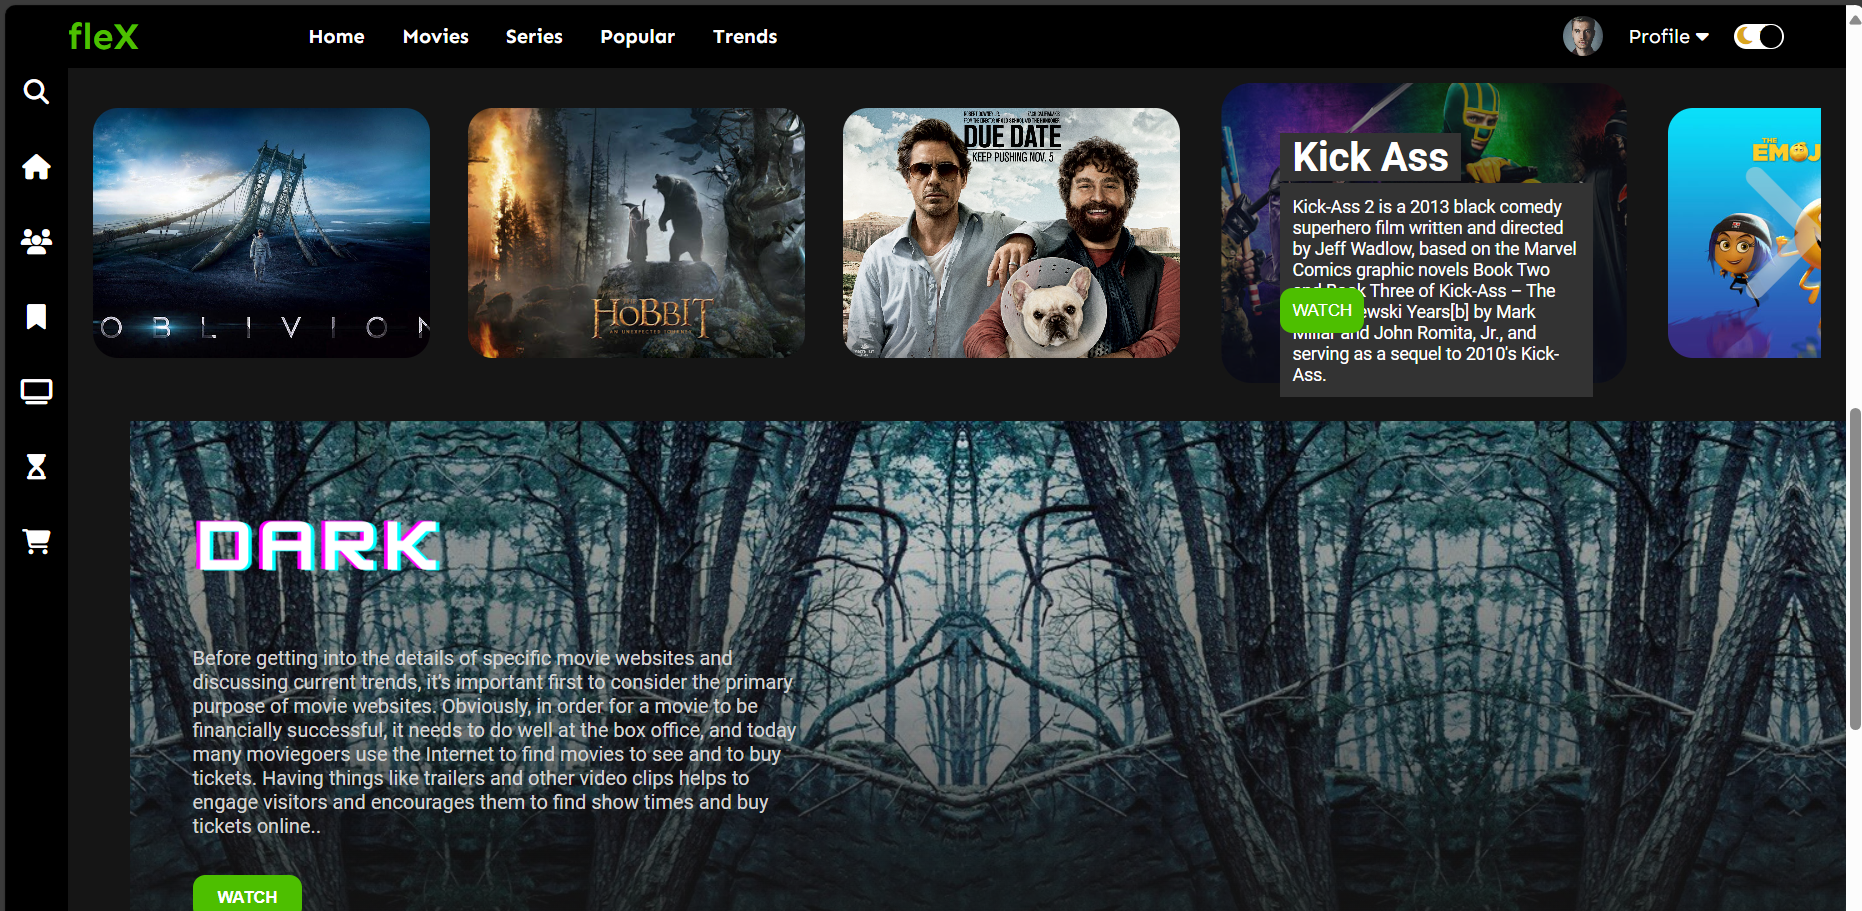 fleX
Home Movies Series Popular Trends
Profile
OBLIVION
THE HOBBIT
AN UNEXPECTED JOURNEY
DUE DATE
KEEP PUSHING NOV. 5
Kick Ass
Kick-Ass 2 is a 2013 black comedy
superhero film written and directed
by Jeff Wadlow, based on the Marvel
Comics graphic novels Book Two
and Book Three of Kick-Ass – The
ewski Years[b] by Mark
Millar and John Romita, Jr., and
serving as a sequel to 2010's Kick-
Ass.
WATCH
THE
EMOJ
DARK
Before getting into the details of specific movie websites and
discussing current trends, it's important first to consider the primary
purpose of movie websites. Obviously, in order for a movie to be
financially successful, it needs to do well at the box office, and today
many moviegoers use the Internet to find movies to see and to buy
tickets. Having things like trailers and other video clips helps to
engage visitors and encourages them to find show times and buy
tickets online..
WATCH